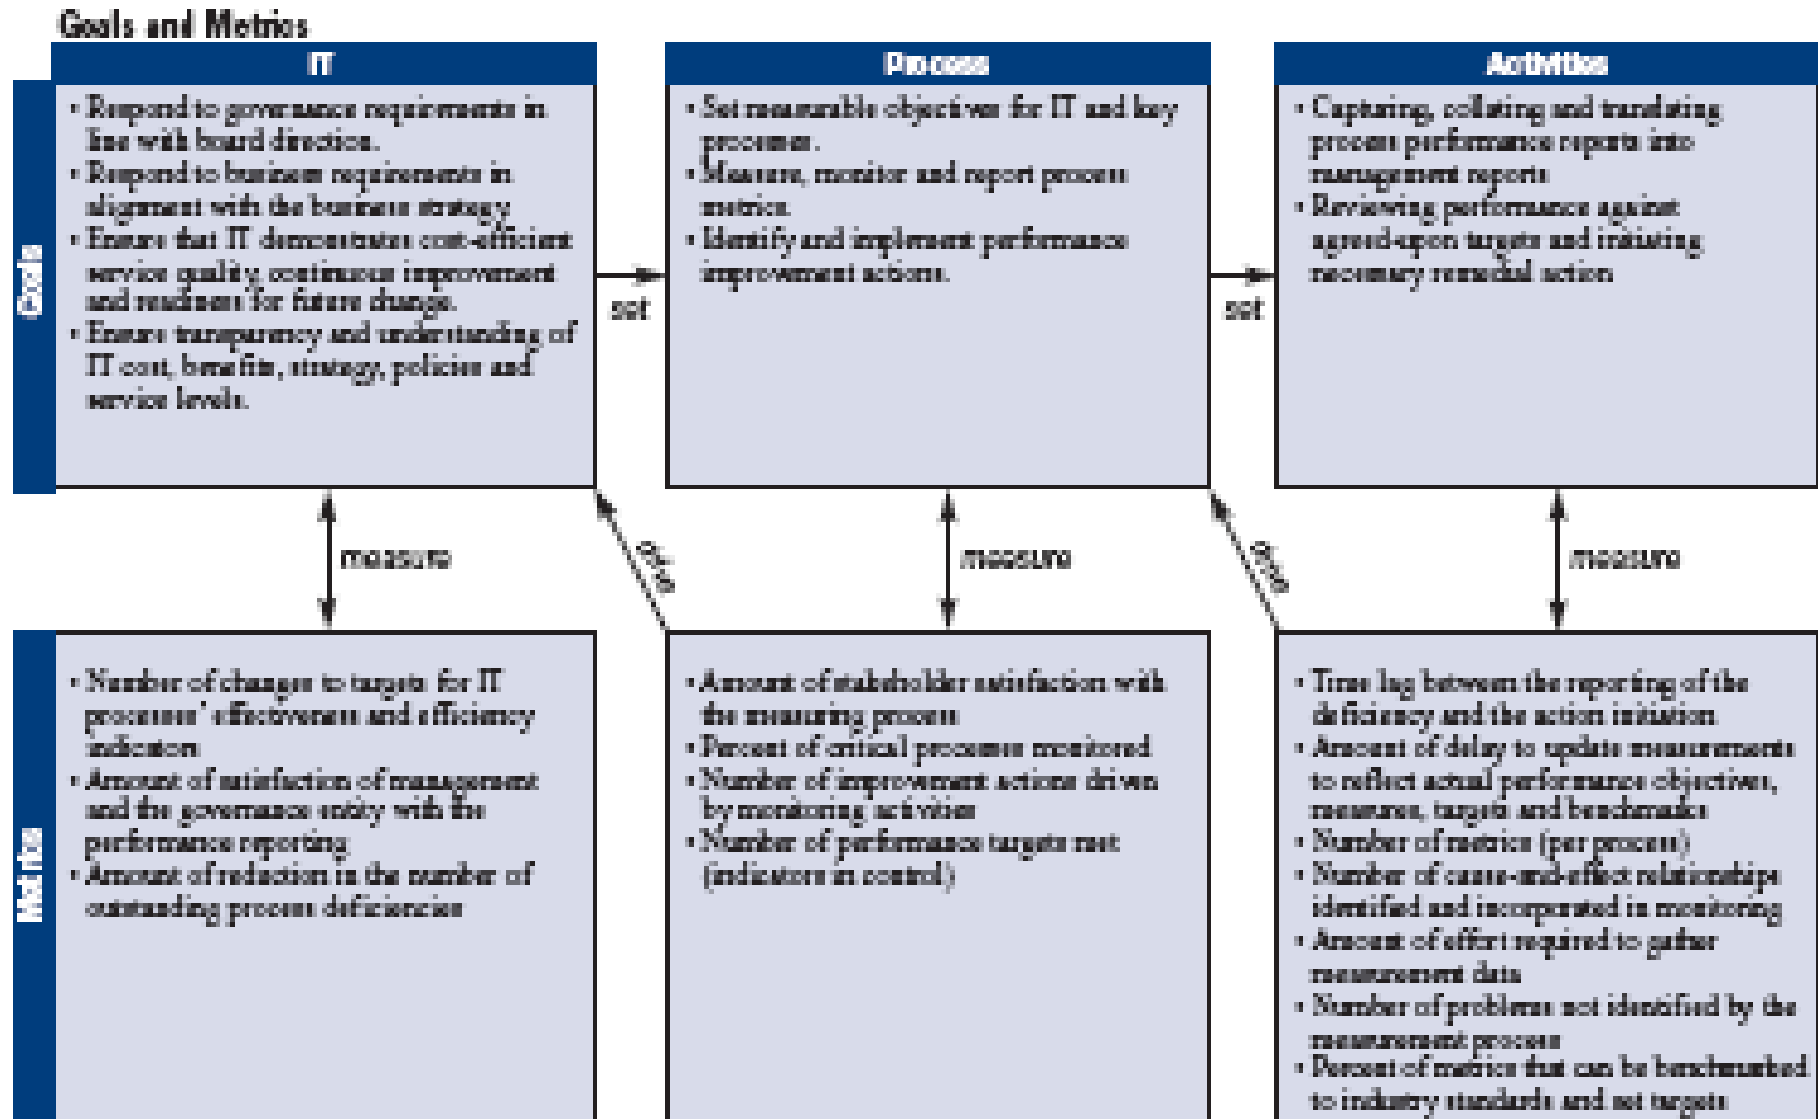 Goals and Metrics
IT
Process
Activities
Goals
• Respond to governance requirements in
line with board direction.
• Respond to business requirements in
alignment with the business strategy
• Ensure that IT demonstrates cost-efficient
service quality, continuous improvement
and readiness for future change.
• Ensure transparency and understanding of
IT cost, benefits, strategy, policies and
service levels.
set
• Set measurable objectives for IT and key
processes.
• Measure, monitor and report process
metrics.
• Identify and implement performance
improvement actions.
set
• Capturing, collating and translating
process performance reports into
management reports
• Reviewing performance against
agreed-upon targets and initiating
necessary remedial action
measure
drive
measure
drive
measure
Metrics
• Number of changes to targets for IT
processes' effectiveness and efficiency
indicators
• Amount of satisfaction of management
and the governance entity with the
performance reporting
• Amount of reduction in the number of
outstanding process deficiencies
• Amount of stakeholder satisfaction with
the measuring process
• Percent of critical processes monitored
• Number of improvement actions driven
by monitoring activities
• Number of performance targets met
(indicators in control)
• Time lag between the reporting of the
deficiency and the action initiation
• Amount of delay to update measurements
to reflect actual performance objectives,
measures, targets and benchmarks
• Number of metrics (per process)
• Number of cause-and-effect relationships
identified and incorporated in monitoring
• Amount of effort required to gather
measurement data
• Number of problems not identified by the
measurement process
• Percent of metrics that can be benchmarked
to industry standards and set targets